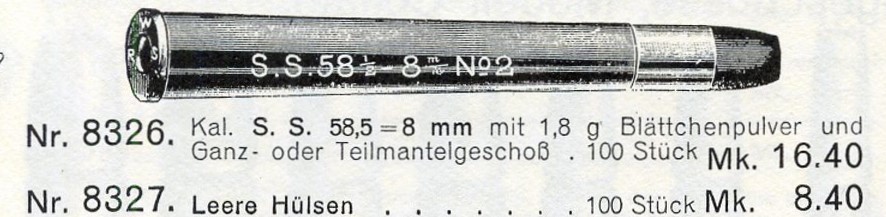 R W S
S.S.58½-8 m/m No2
Nr. 8326. Kal. S. S. 58,5=8 mm mit 1,8 g Blättchenpulver und
Ganz- oder Teilmantelgeschoß . 100 Stück Mk. 16.40
Nr. 8327. Leere Hülsen . . . . . . . 100 Stück Mk. 8.40